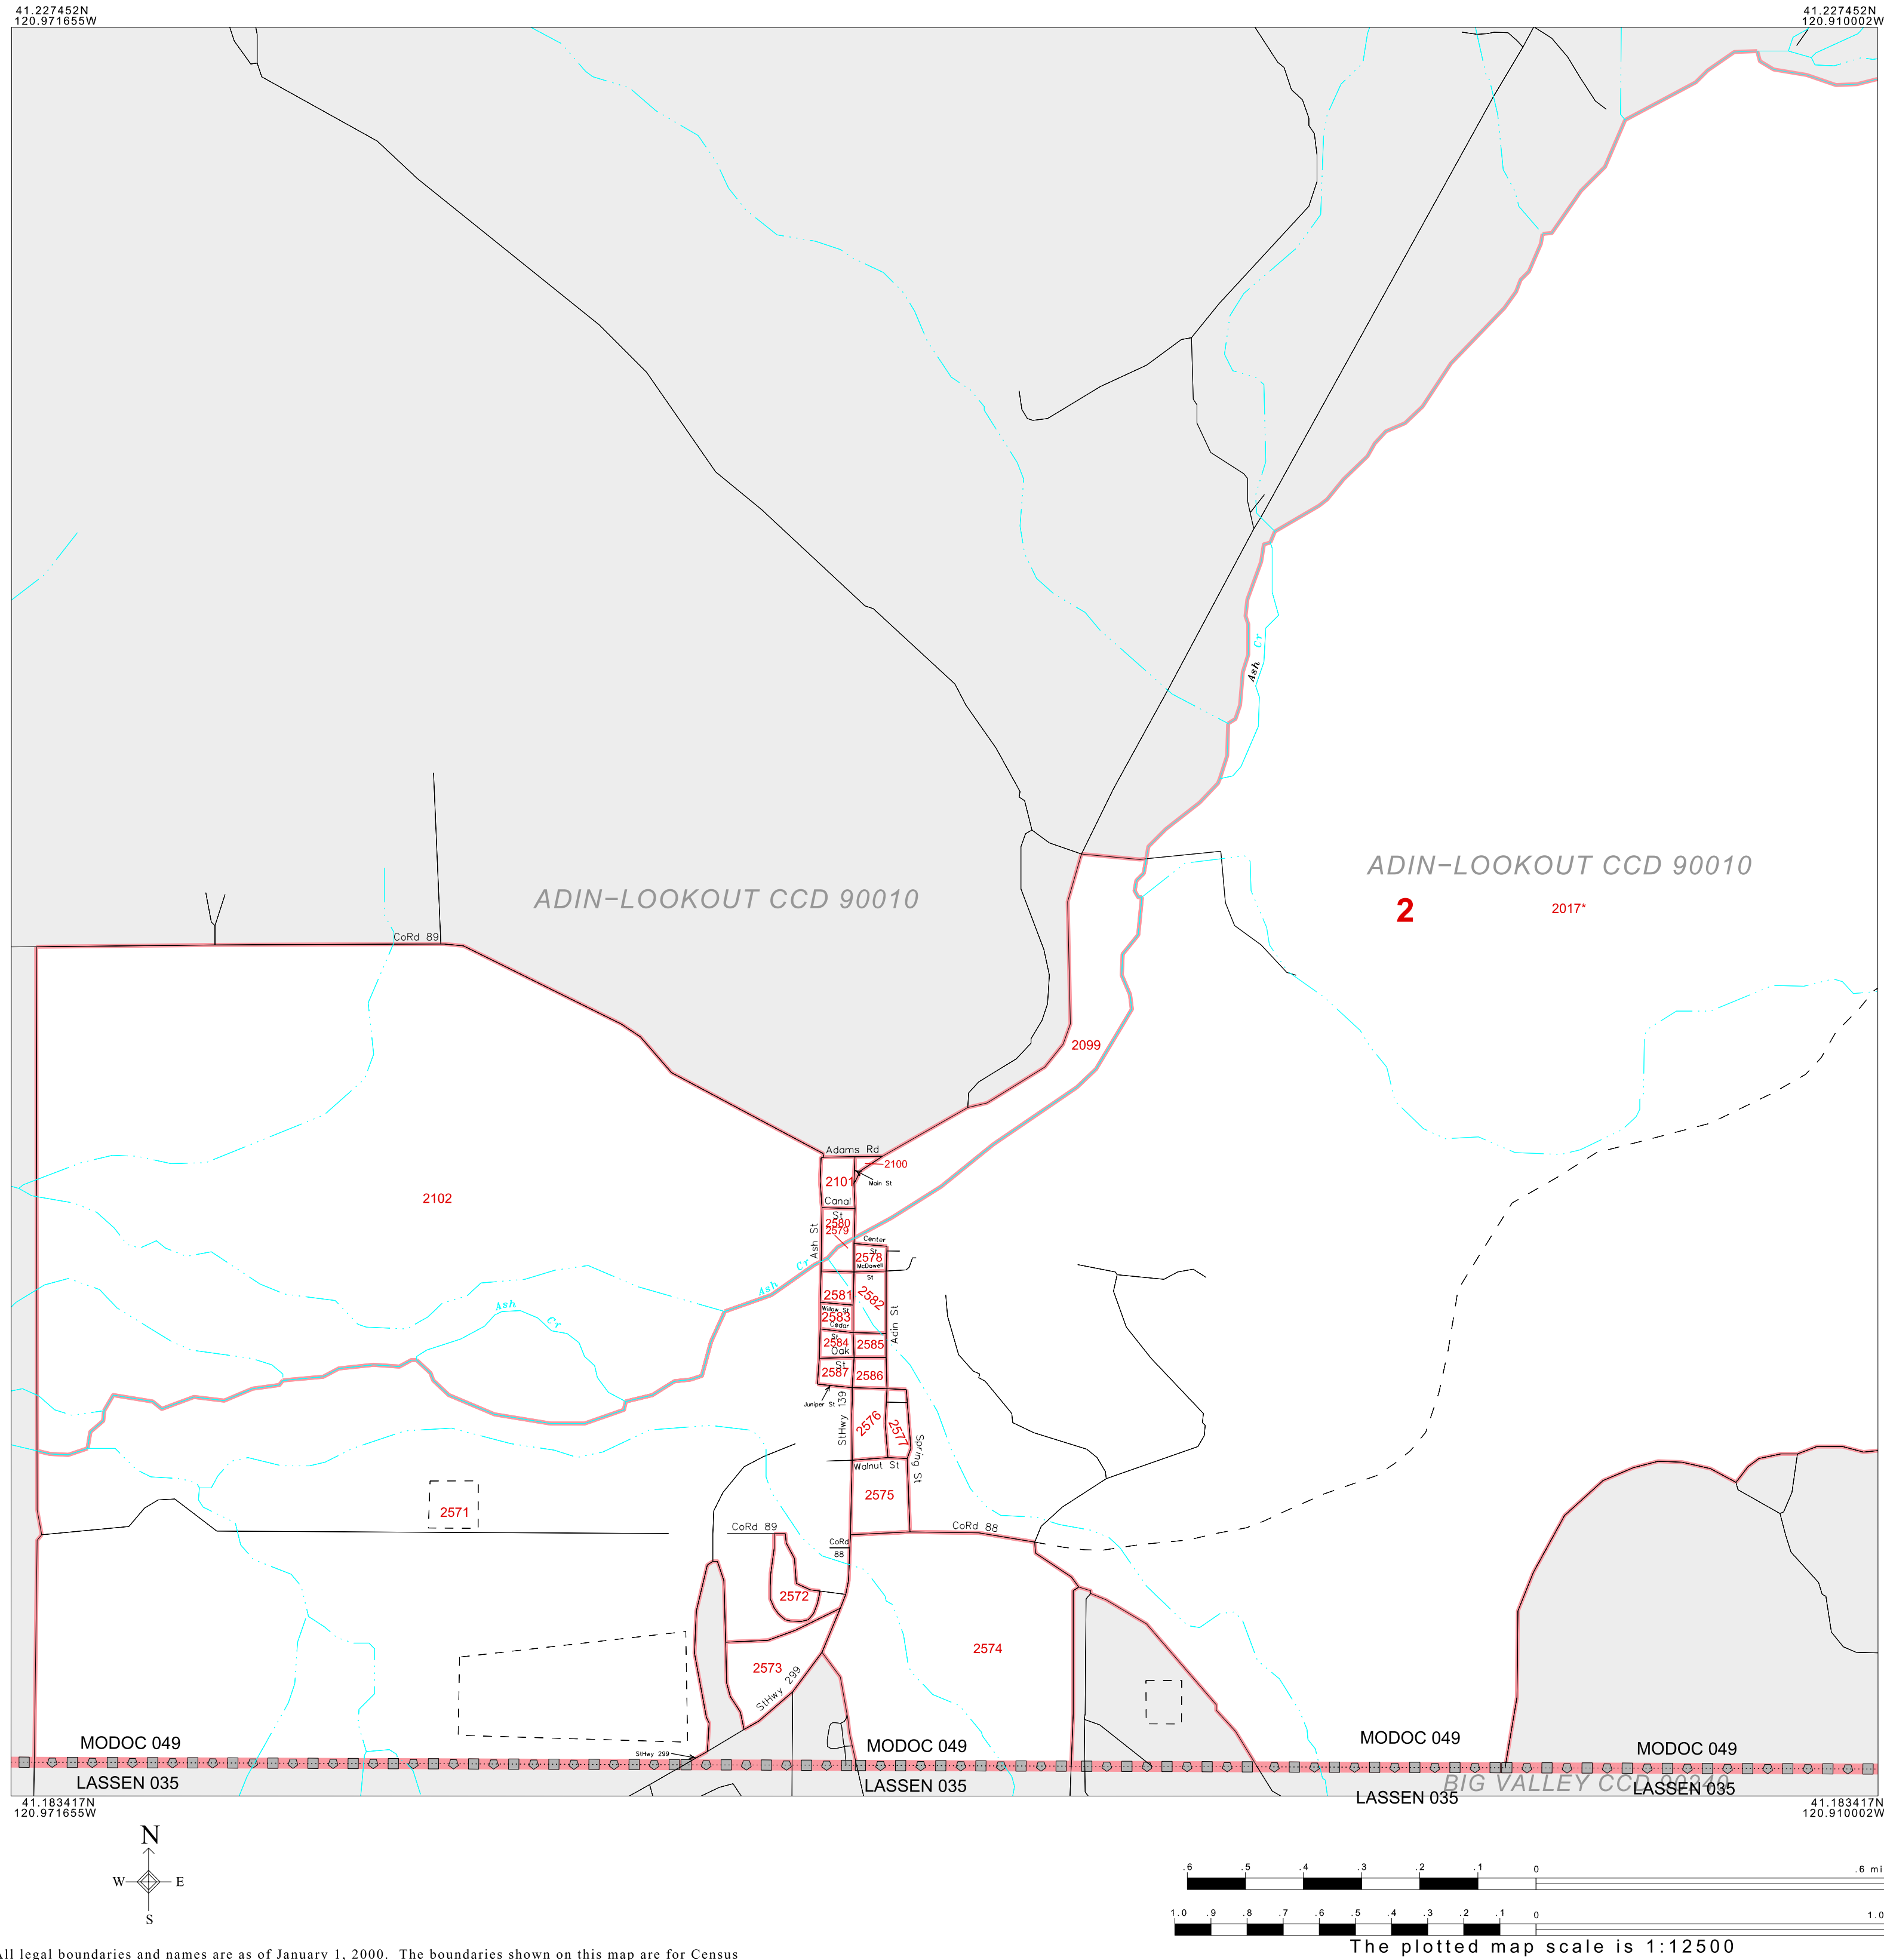 41.227452N
120.971655W
41.227452N
120.910002W
Ash Cr
ADIN−LOOKOUT CCD 90010
2
2017*
ADIN−LOOKOUT CCD 90010
CoRd 89
2099
Adams Rd
2100
2101
Main St
2102
Canal
St
2580
2579
Ash St
Center
St
2578
McDowell
St
Ash Cr
2581
2582
Willow St
2583
Adin St
Cedar
St
2584
2585
Oak
St
2587
2586
Juniper St
Ash Cr
StHwy 139
2576
2577
Spring St
Walnut St
2575
2571
CoRd 89
CoRd 88
CoRd
88
2572
2574
2573
StHwy 299
StHwy 299
MODOC 049
MODOC 049
MODOC 049
MODOC 049
LASSEN 035
LASSEN 035
LASSEN 035
BIG VALLEY CCD 90240
LASSEN 035
41.183417N
120.971655W
41.183417N
120.910002W
N
W
E
S
.6 .5 .4 .3 .2 .1 0 .6 mi
1.0 .9 .8 .7 .6 .5 .4 .3 .2 .1 0 1.0
The plotted map scale is 1:12500
All legal boundaries and names are as of January 1, 2000. The boundaries shown on this map are for Census